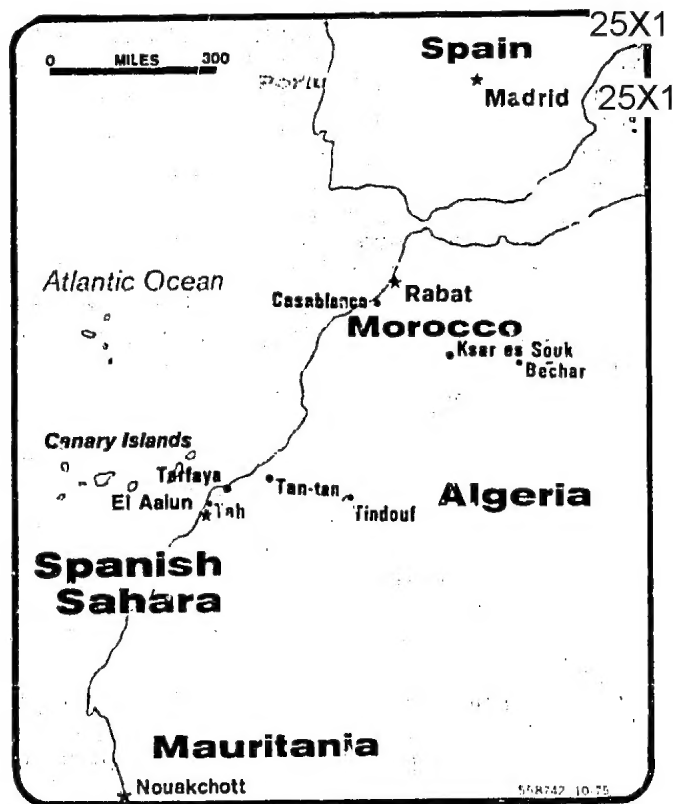 25X1
0 MILES 300
Spain
Madrid
25X1
Atlantic Ocean
Rabat
Casablanca
Morocco
Ksar es Souk
Bechar
Canary Islands
Tarfaya
Tan-tan
Algeria
El Aaiun
Tah
Tindouf
Spanish
Sahara
Mauritania
Nouakchott
558742 10-75